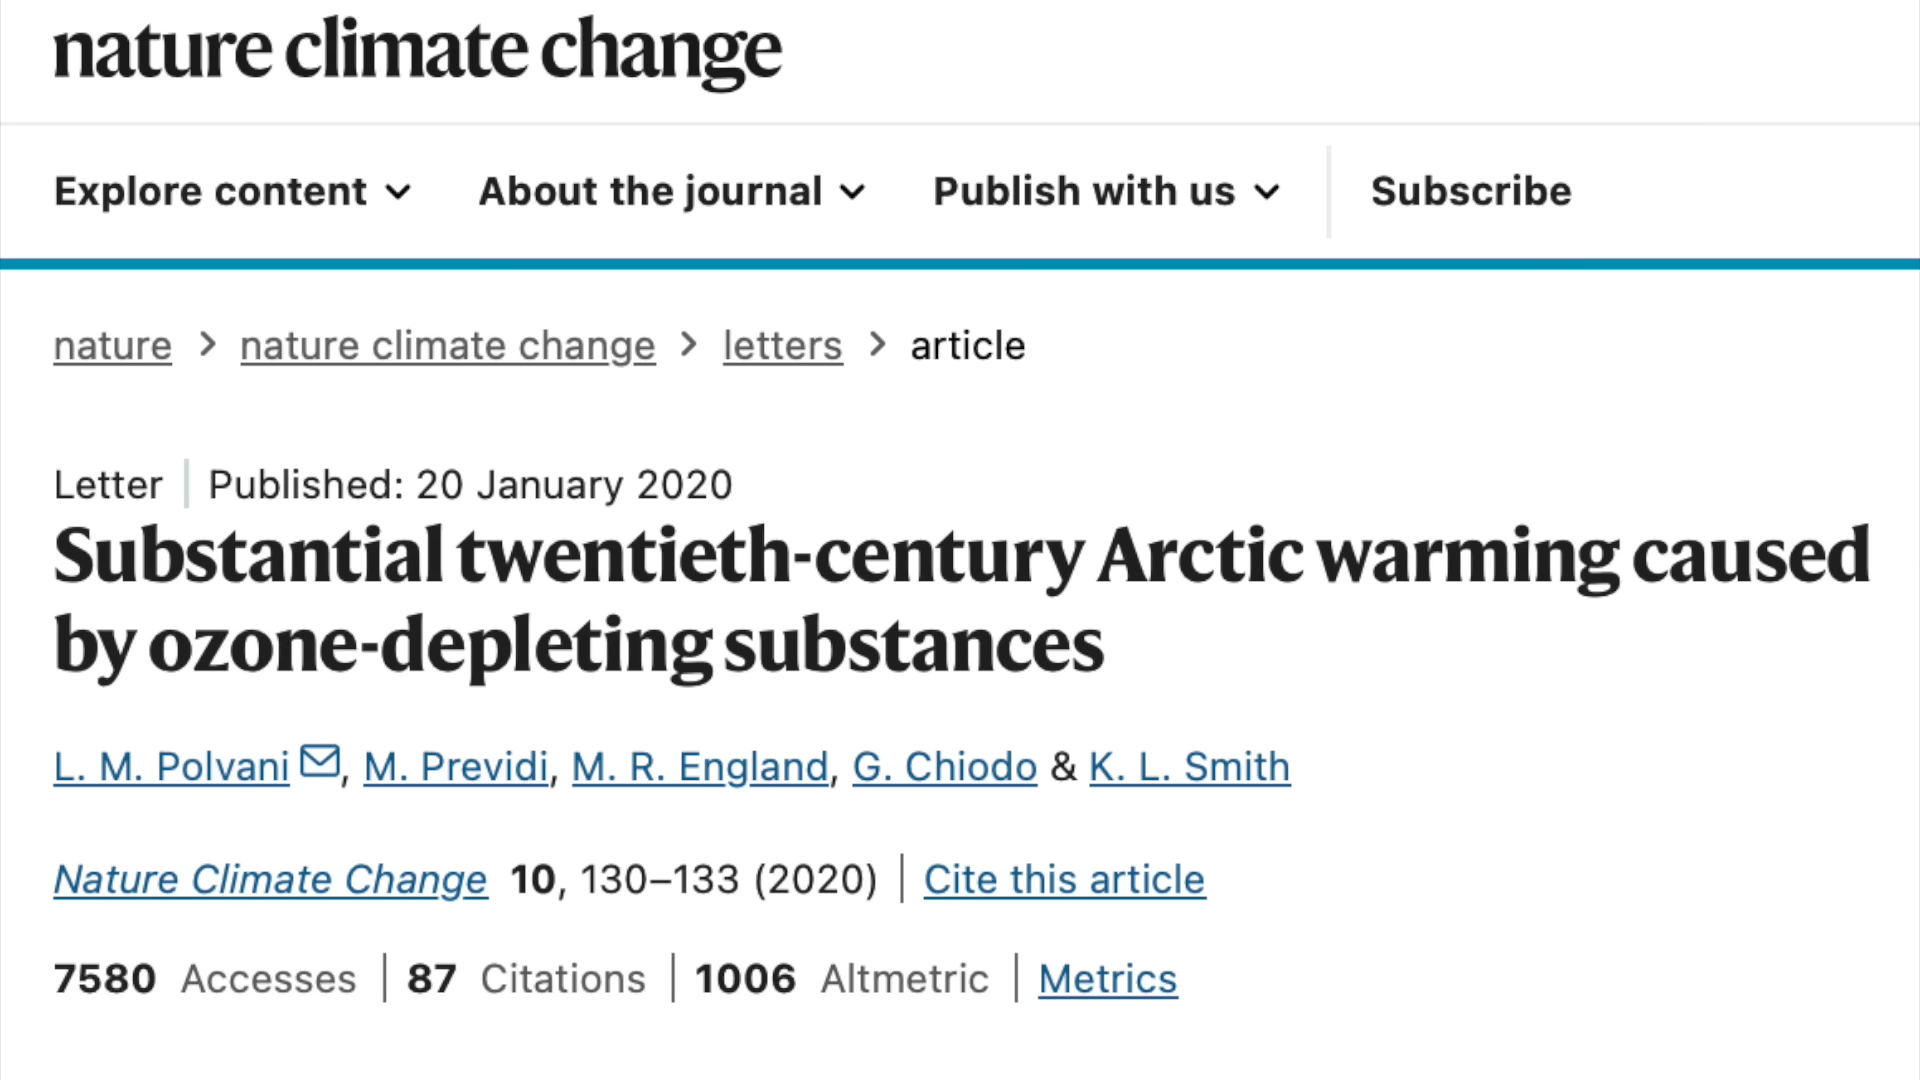 nature climate change
Explore content About the journal Publish with us Subscribe
nature > nature climate change > letters > article
Letter | Published: 20 January 2020
Substantial twentieth-century Arctic warming caused
by ozone-depleting substances
L. M. Polvani, M. Previdi, M. R. England, G. Chiodo & K. L. Smith
Nature Climate Change 10, 130–133 (2020) | Cite this article
7580 Accesses | 87 Citations | 1006 Altmetric | Metrics